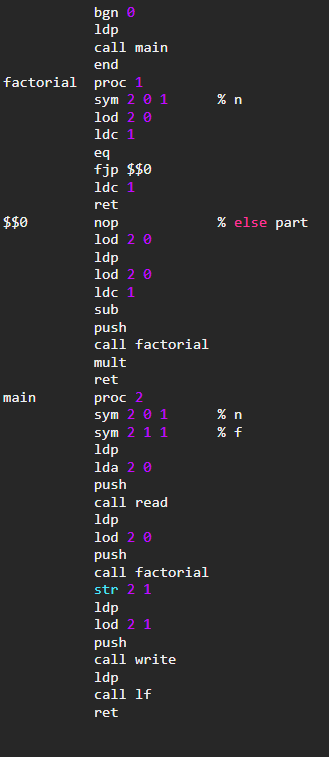 bgn 0
ldp
call main
end
factorial proc 1
sym 2 0 1 % n
lod 2 0
ldc 1
eq
fjp $$0
ldc 1
ret
$$0 nop % else part
lod 2 0
ldp
lod 2 0
ldc 1
sub
push
call factorial
mult
ret
main proc 2
sym 2 0 1 % n
sym 2 1 1 % f
ldp
lda 2 0
push
call read
ldp
lod 2 0
push
call factorial
str 2 1
ldp
lod 2 1
push
call write
ldp
call lf
ret